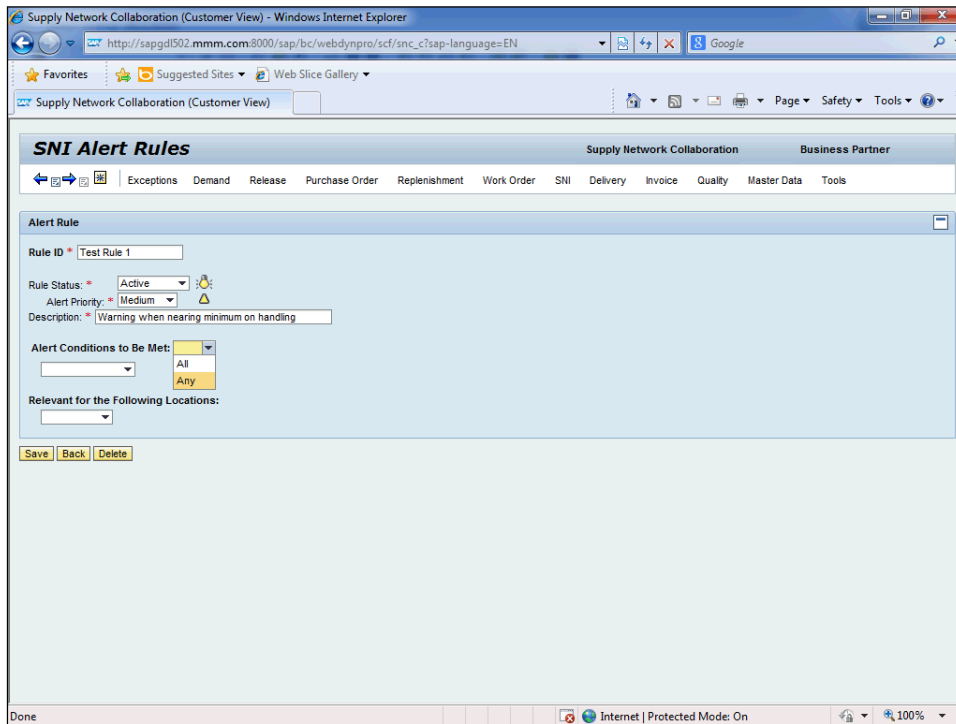 Supply Network Collaboration (Customer View) - Windows Internet Explorer
http://sapgdl502.mmm.com:8000/sap/bc/webdynpro/scf/snc_c?sap-language=EN
Google
Favorites
Suggested Sites
Web Slice Gallery
Supply Network Collaboration (Customer View)
Page
Safety
Tools
SNI Alert Rules
Supply Network Collaboration
Business Partner
Exceptions
Demand
Release
Purchase Order
Replenishment
Work Order
SNI
Delivery
Invoice
Quality
Master Data
Tools
Alert Rule
Rule ID * Test Rule 1
Rule Status: * Active
Alert Priority: * Medium
Description: * Warning when nearing minimum on handling
Alert Conditions to Be Met:
All
Any
Relevant for the Following Locations:
Save Back Delete
Done
Internet | Protected Mode: On
100%